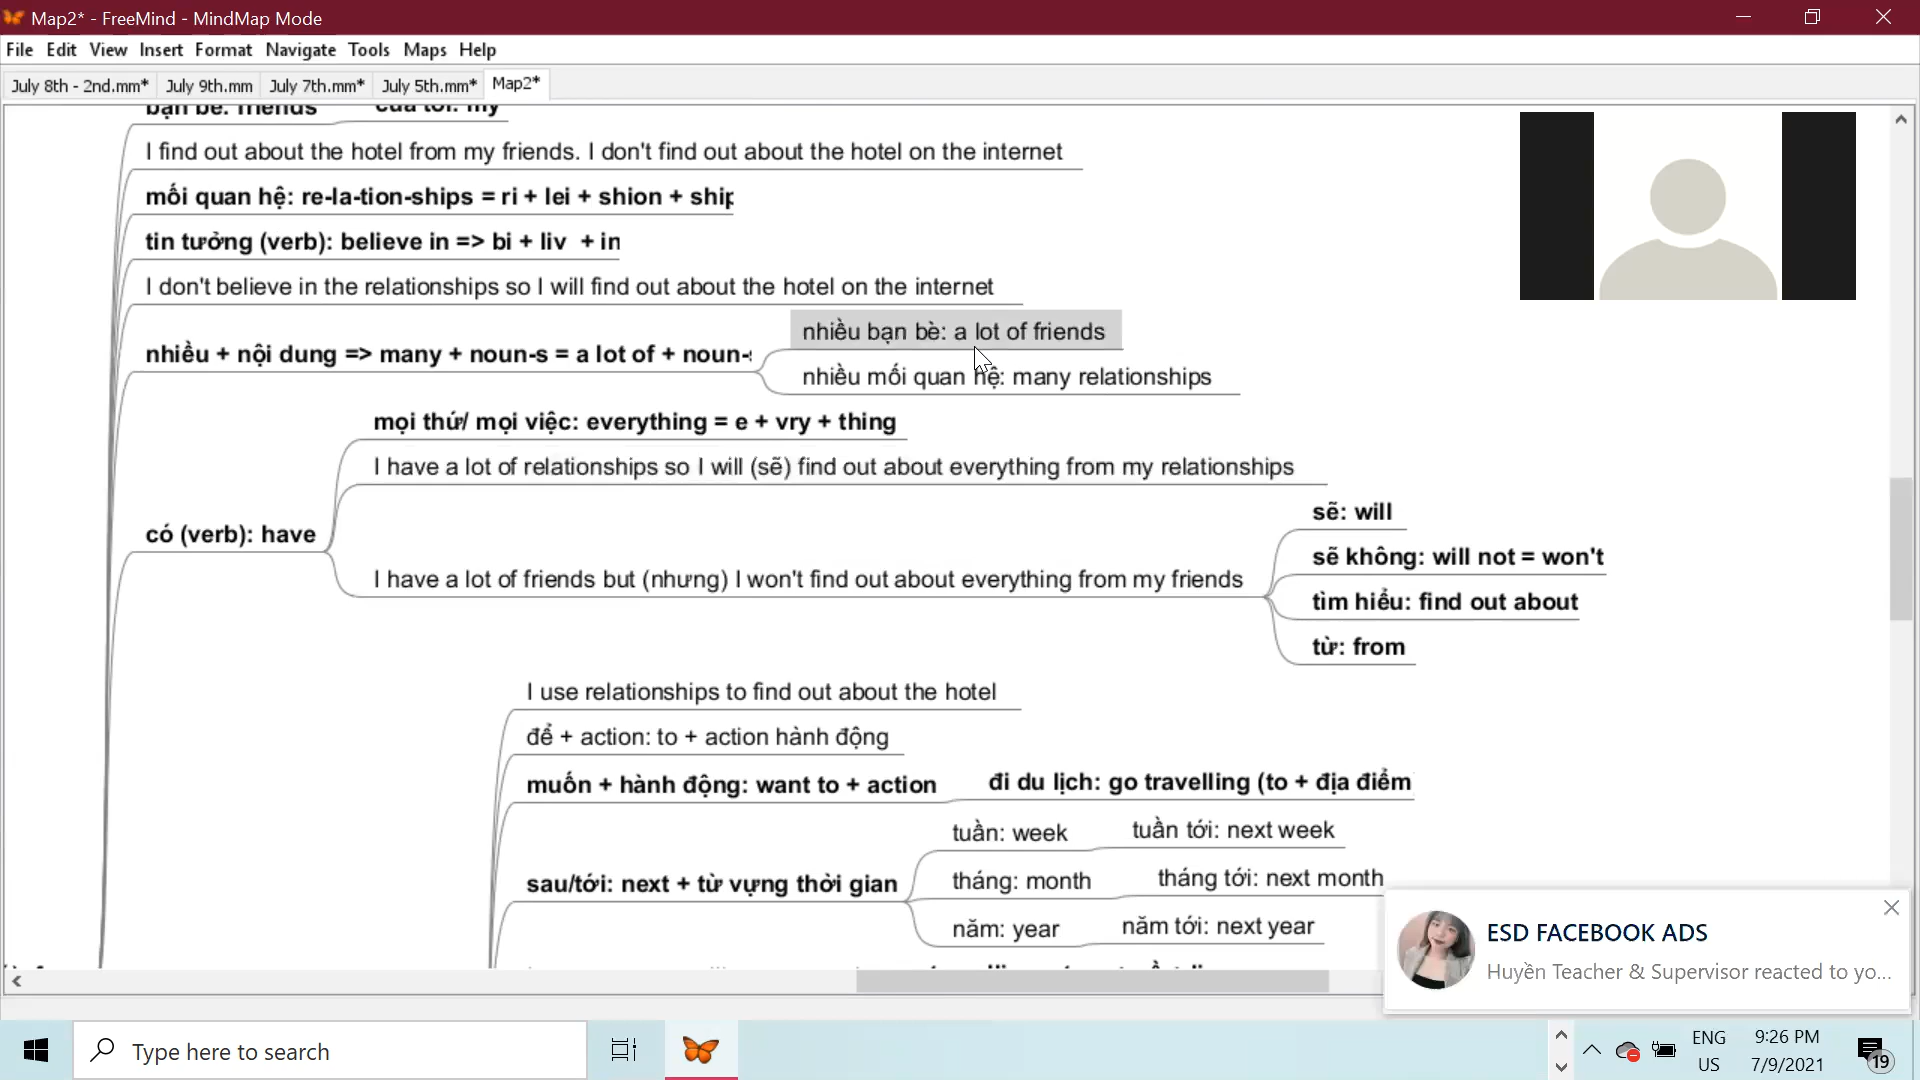 Map2* - FreeMind - MindMap Mode
File Edit View Insert Format Navigate Tools Maps Help
July 8th - 2nd.mm* July 9th.mm July 7th.mm* July 5th.mm* Map2*
bạn bè: friends của tôi: my
I find out about the hotel from my friends. I don't find out about the hotel on the internet
mối quan hệ: re-la-tion-ships = ri + lei + shion + ship
tin tưởng (verb): believe in => bi + liv + in
I don't believe in the relationships so I will find out about the hotel on the internet
nhiều + nội dung => many + noun-s = a lot of + noun-s
nhiều bạn bè: a lot of friends
nhiều mối quan hệ: many relationships
có (verb): have
mọi thứ/ mọi việc: everything = e + vry + thing
I have a lot of relationships so I will (sẽ) find out about everything from my relationships
I have a lot of friends but (nhưng) I won't find out about everything from my friends
sẽ: will
sẽ không: will not = won't
tìm hiểu: find out about
từ: from
I use relationships to find out about the hotel
để + action: to + action hành động
muốn + hành động: want to + action
đi du lịch: go travelling (to + địa điểm
sau/tới: next + từ vựng thời gian
tuần: week tuần tới: next week
tháng: month tháng tới: next month
năm: year năm tới: next year
ESD FACEBOOK ADS
Huyền Teacher & Supervisor reacted to yo...
Type here to search
ENG
US
9:26 PM
7/9/2021
19